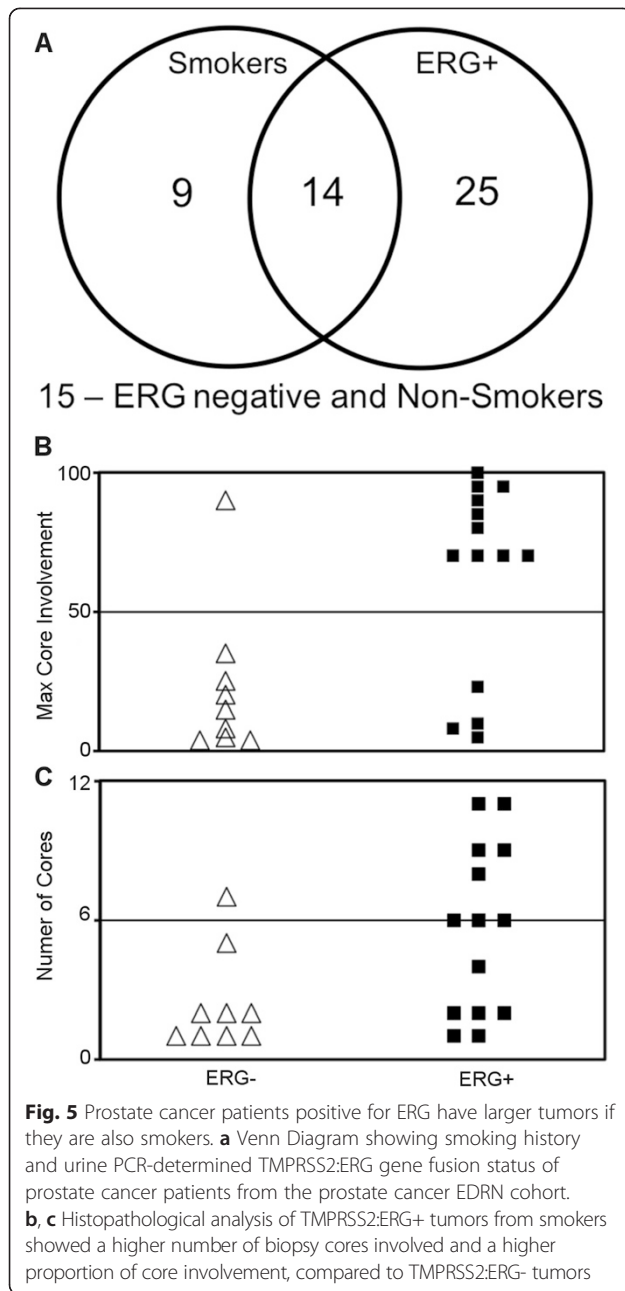 A
Smokers ERG+
9 14 25
15 – ERG negative and Non-Smokers
B
100
50
0
Max Core Involvement
C
12
6
0
Numer of Cores
ERG- ERG+
Fig. 5 Prostate cancer patients positive for ERG have larger tumors if
they are also smokers. a Venn Diagram showing smoking history
and urine PCR-determined TMPRSS2:ERG gene fusion status of
prostate cancer patients from the prostate cancer EDRN cohort.
b, c Histopathological analysis of TMPRSS2:ERG+ tumors from smokers
showed a higher number of biopsy cores involved and a higher
proportion of core involvement, compared to TMPRSS2:ERG- tumors